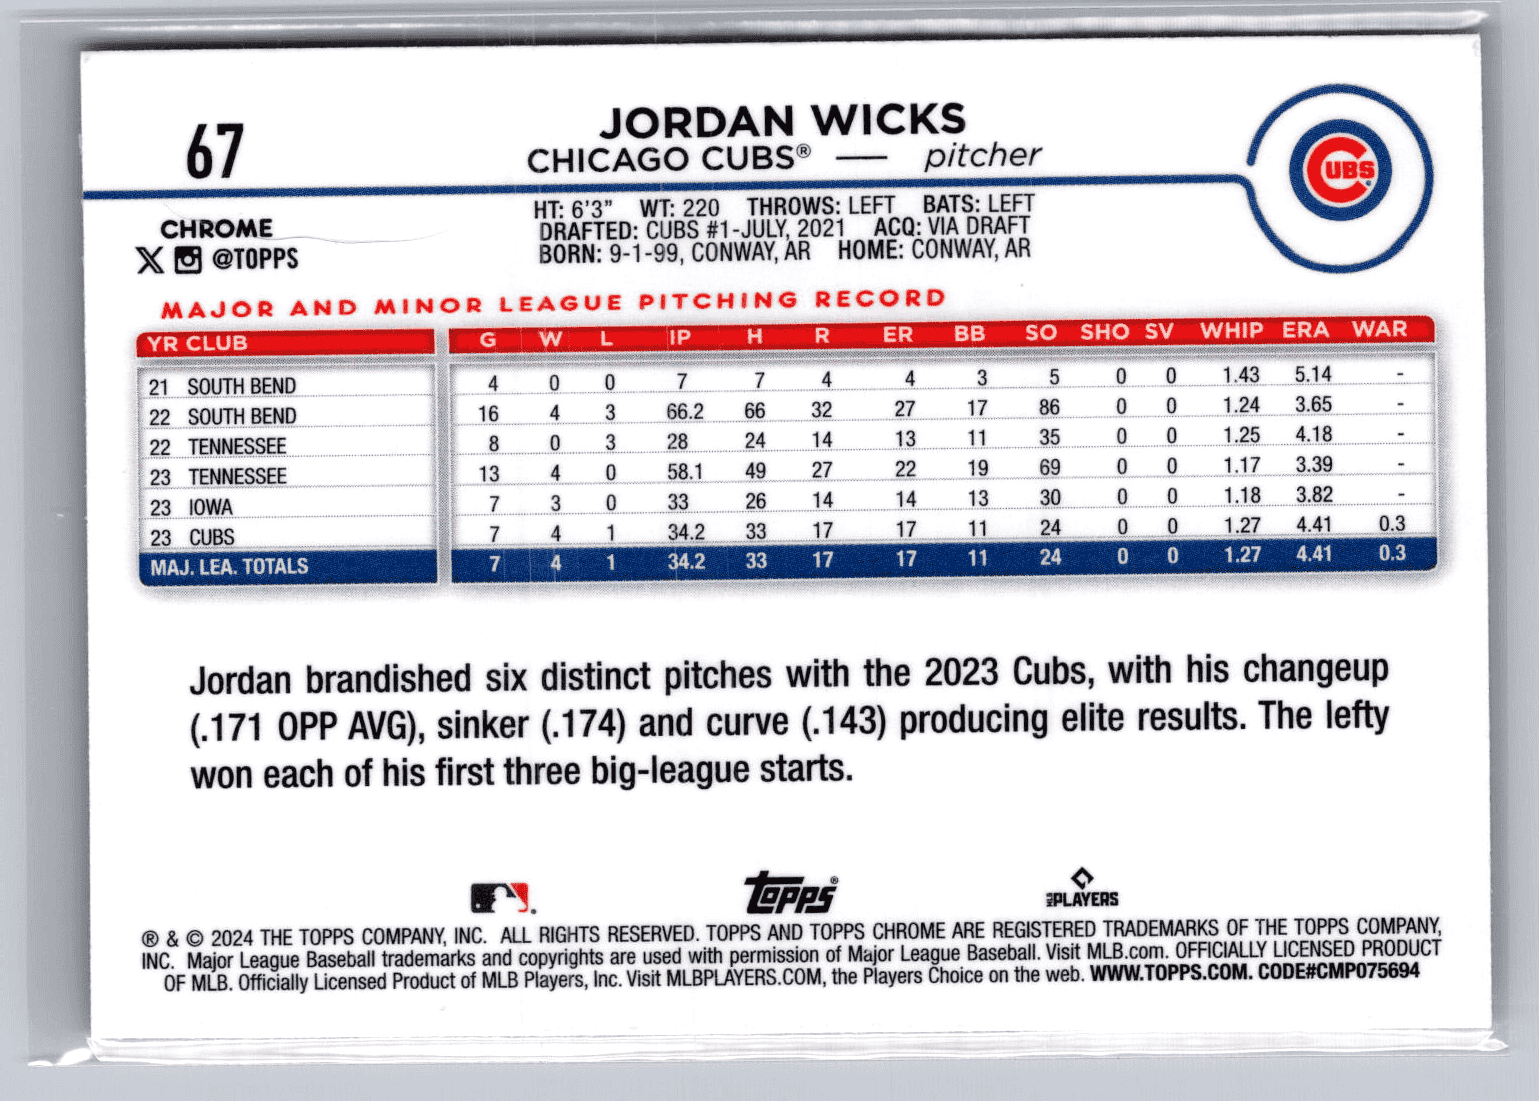 67
JORDAN WICKS
CHICAGO CUBS® — pitcher
CUBS
CHROME
@TOPPS
HT: 6'3" WT: 220 THROWS: LEFT BATS: LEFT
DRAFTED: CUBS #1-JULY, 2021 ACQ: VIA DRAFT
BORN: 9-1-99, CONWAY, AR HOME: CONWAY, AR
MAJOR AND MINOR LEAGUE PITCHING RECORD
YR CLUB G W L IP H R ER BB SO SHO SV WHIP ERA WAR
21 SOUTH BEND 4 0 0 7 7 4 4 3 5 0 0 1.43 5.14 -
22 SOUTH BEND 16 4 3 66.2 66 32 27 17 86 0 0 1.24 3.65 -
22 TENNESSEE 8 0 3 28 24 14 13 11 35 0 0 1.25 4.18 -
23 TENNESSEE 13 4 0 58.1 49 27 22 19 69 0 0 1.17 3.39 -
23 IOWA 7 3 0 33 26 14 14 13 30 0 0 1.18 3.82 -
23 CUBS 7 4 1 34.2 33 17 17 11 24 0 0 1.27 4.41 0.3
MAJ. LEA. TOTALS 7 4 1 34.2 33 17 17 11 24 0 0 1.27 4.41 0.3
Jordan brandished six distinct pitches with the 2023 Cubs, with his changeup
(.171 OPP AVG), sinker (.174) and curve (.143) producing elite results. The lefty
won each of his first three big-league starts.
Topps® PLAYERS
® & © 2024 THE TOPPS COMPANY, INC. ALL RIGHTS RESERVED. TOPPS AND TOPPS CHROME ARE REGISTERED TRADEMARKS OF THE TOPPS COMPANY,
INC. Major League Baseball trademarks and copyrights are used with permission of Major League Baseball. Visit MLB.com. OFFICIALLY LICENSED PRODUCT
OF MLB. Officially Licensed Product of MLB Players, Inc. Visit MLBPLAYERS.COM, the Players Choice on the web. WWW.TOPPS.COM. CODE#CMP075694